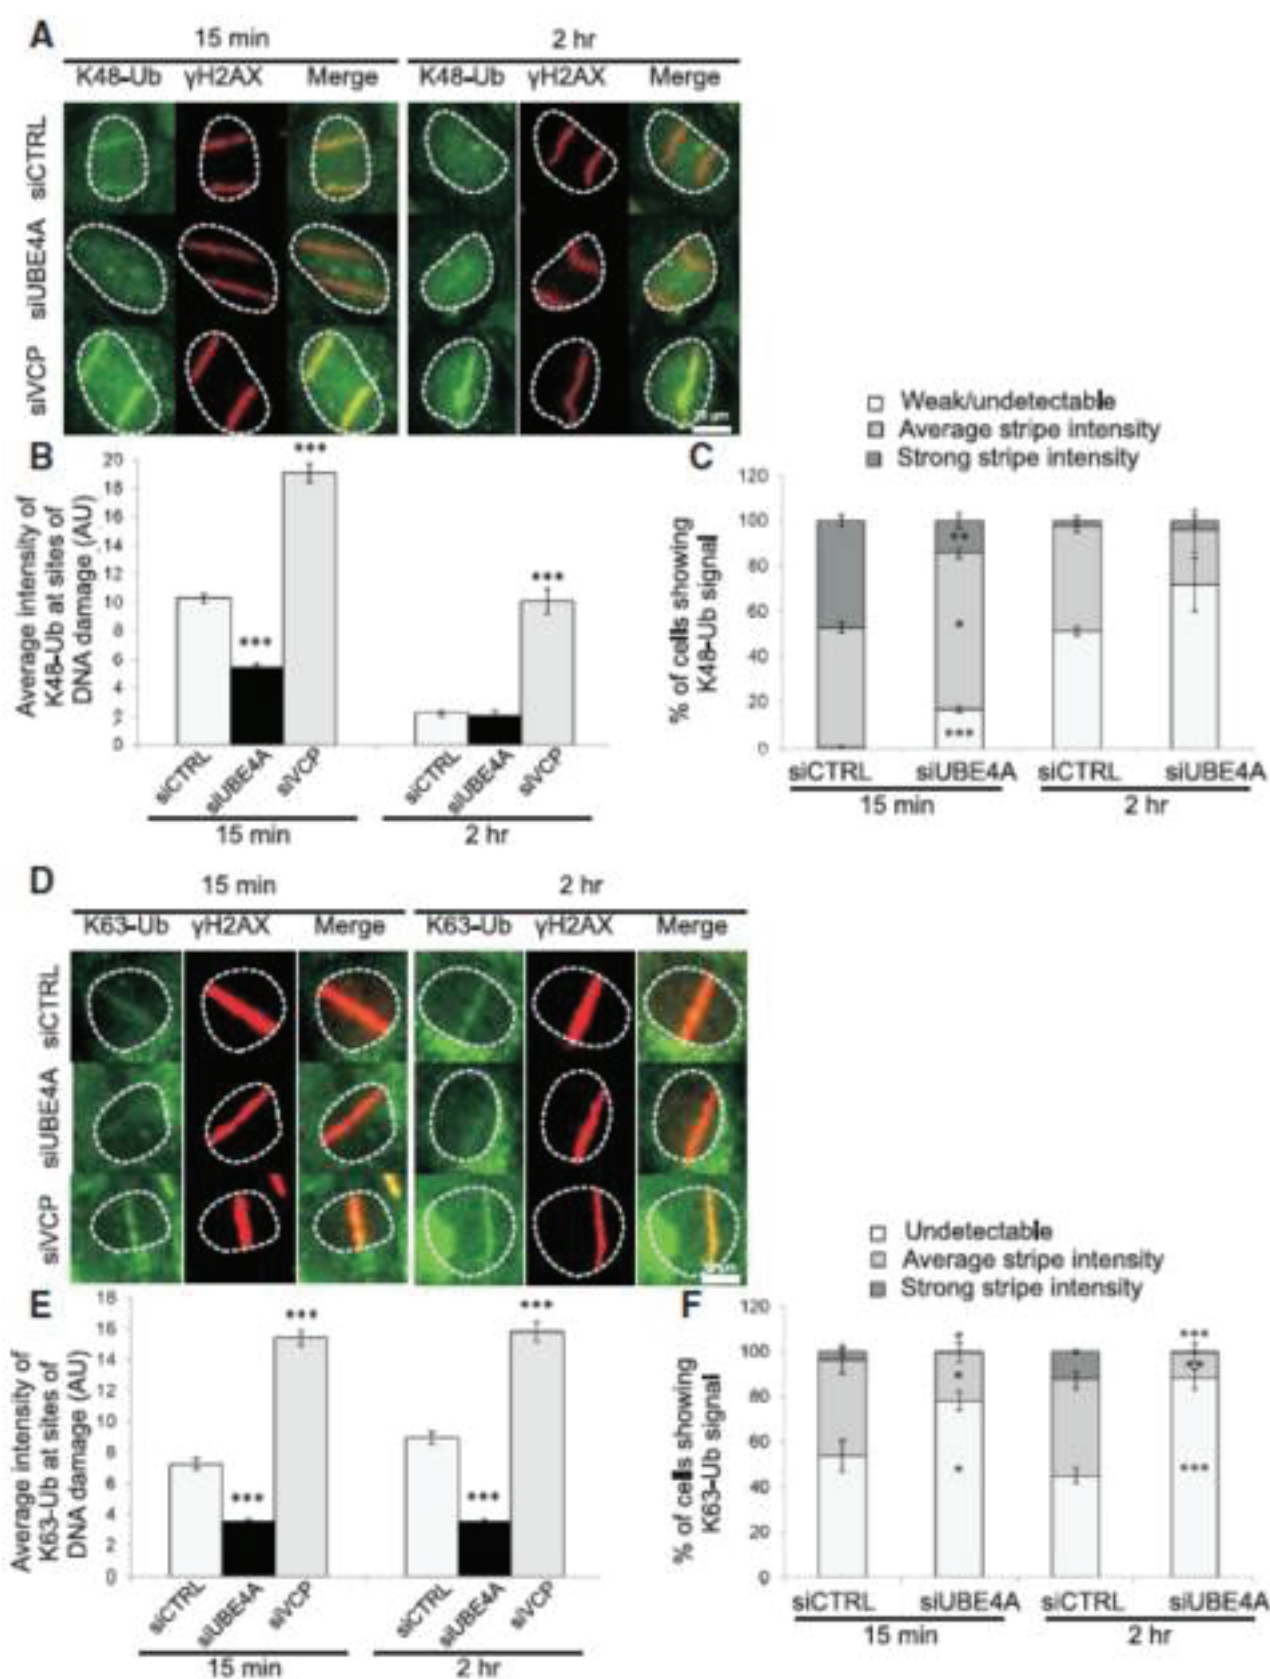 A
15 min 2 hr
K48-Ub γH2AX Merge K48-Ub γH2AX Merge
siCTRL
siUBE4A
siVCP
B
Average intensity of
K48-Ub at sites of
DNA damage (AU)
20
18
16
14
12
10
8
6
4
2
0
***
***
***
siCTRL siUBE4A siVCP siCTRL siUBE4A siVCP
15 min 2 hr
C
Weak/undetectable
Average stripe intensity
Strong stripe intensity
% of cells showing
K48-Ub signal
120
100
80
60
40
20
0
**
*
***
siCTRL siUBE4A siCTRL siUBE4A
15 min 2 hr
D
15 min 2 hr
K63-Ub γH2AX Merge K63-Ub γH2AX Merge
siCTRL
siUBE4A
siVCP
E
Average intensity of
K63-Ub at sites of
DNA damage (AU)
18
16
14
12
10
8
6
4
2
0
***
***
***
***
siCTRL siUBE4A siVCP siCTRL siUBE4A siVCP
15 min 2 hr
F
Undetectable
Average stripe intensity
Strong stripe intensity
% of cells showing
K63-Ub signal
120
100
80
60
40
20
0
*
*
*
***
***
siCTRL siUBE4A siCTRL siUBE4A
15 min 2 hr